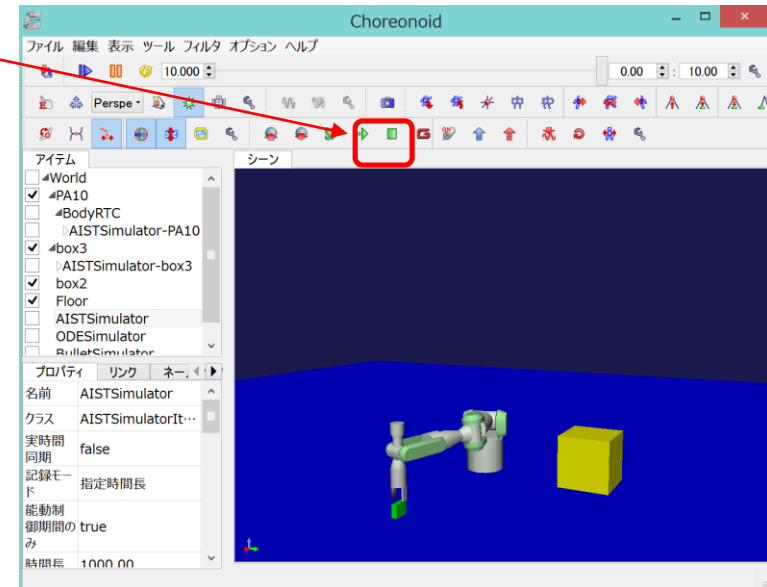 Choreonoid
ファイル 編集 表示 ツール フィルタ オプション ヘルプ
10.000 0.00 : 10.00
Perspe
アイテム シーン
World
PA10
BodyRTC
AISTSimulator-PA10
box3
AISTSimulator-box3
box2
Floor
AISTSimulator
ODESimulator
BulletSimulator
プロパティ リンク ネー
名前 AISTSimulator
クラス AISTSimulatorIt…
実時間
同期 false
記録モー
ド 指定時間長
能動制
御期間の
み true
時間長 1000.00